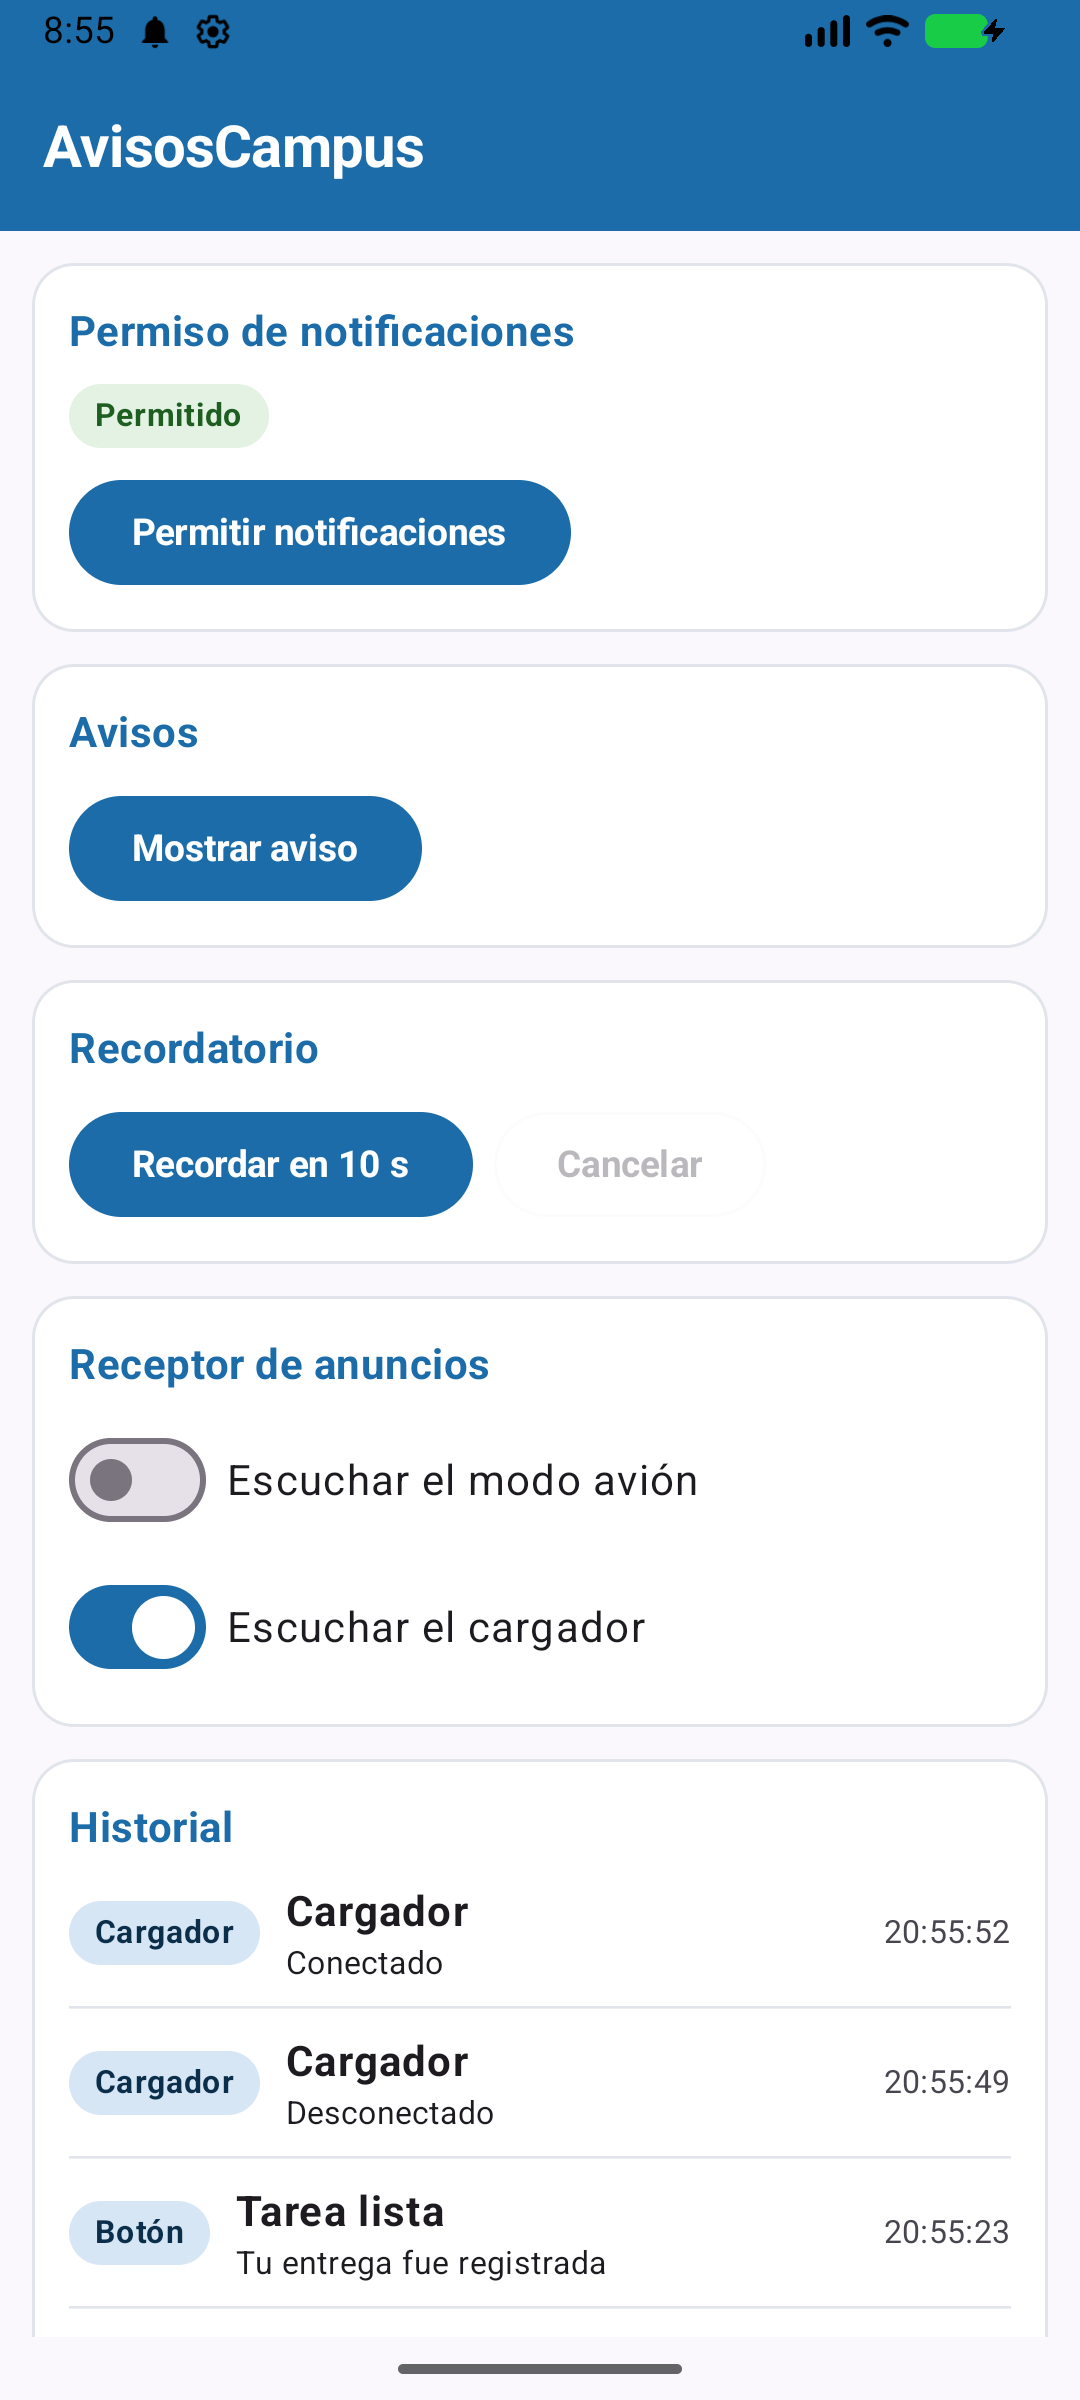 8:55
AvisosCampus
Permiso de notificaciones
Permitido
Permitir notificaciones
Avisos
Mostrar aviso
Recordatorio
Recordar en 10 s
Cancelar
Receptor de anuncios
Escuchar el modo avión
Escuchar el cargador
Historial
Cargador
Cargador
Conectado
20:55:52
Cargador
Cargador
Desconectado
20:55:49
Botón
Tarea lista
Tu entrega fue registrada
20:55:23